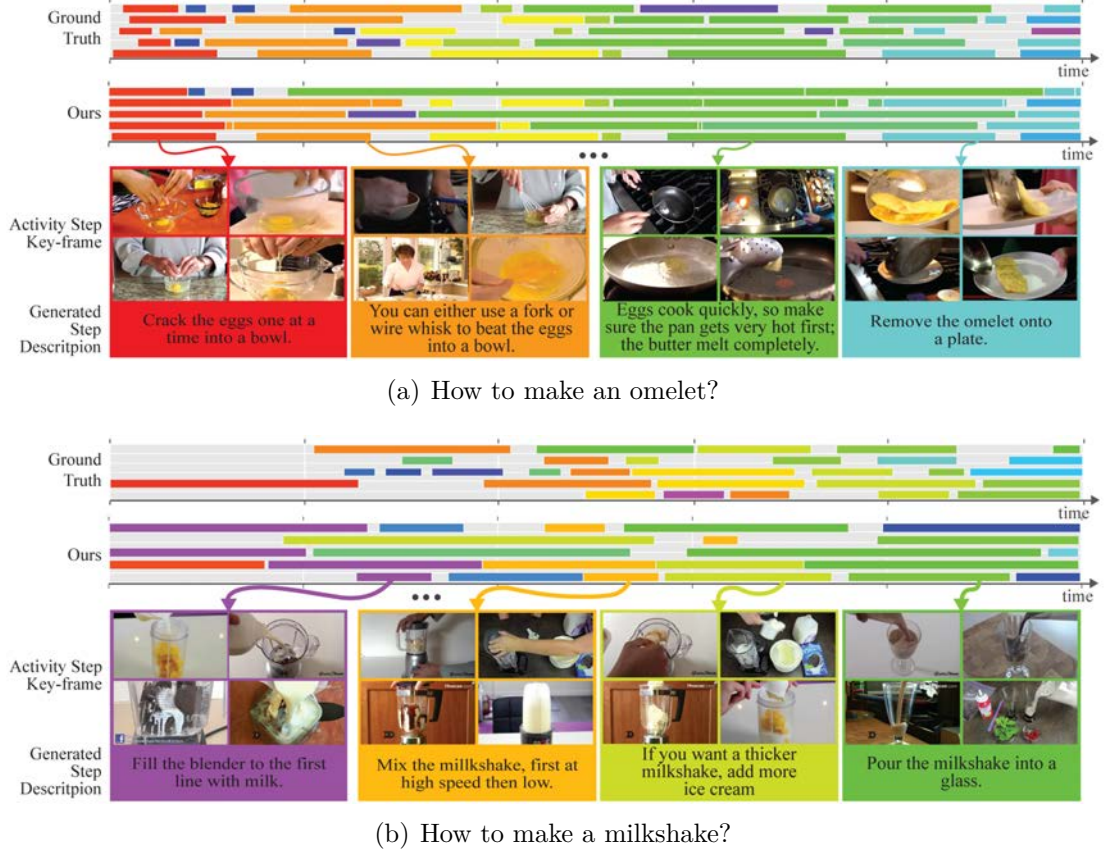 Ground
Truth
time
Ours
time
Activity Step
Key-frame
Generated
Step
Descritpion
Crack the eggs one at a
time into a bowl.
You can either use a fork or
wire whisk to beat the eggs
into a bowl.
Eggs cook quickly, so make
sure the pan gets very hot first;
the butter melt completely.
Remove the omelet onto
a plate.
(a) How to make an omelet?
Ground
Truth
time
Ours
time
Activity Step
Key-frame
Generated
Step
Descritpion
Fill the blender to the first
line with milk.
Mix the millkshake, first at
high speed then low.
If you want a thicker
milkshake, add more
ice cream
Pour the milkshake into a
glass.
(b) How to make a milkshake?